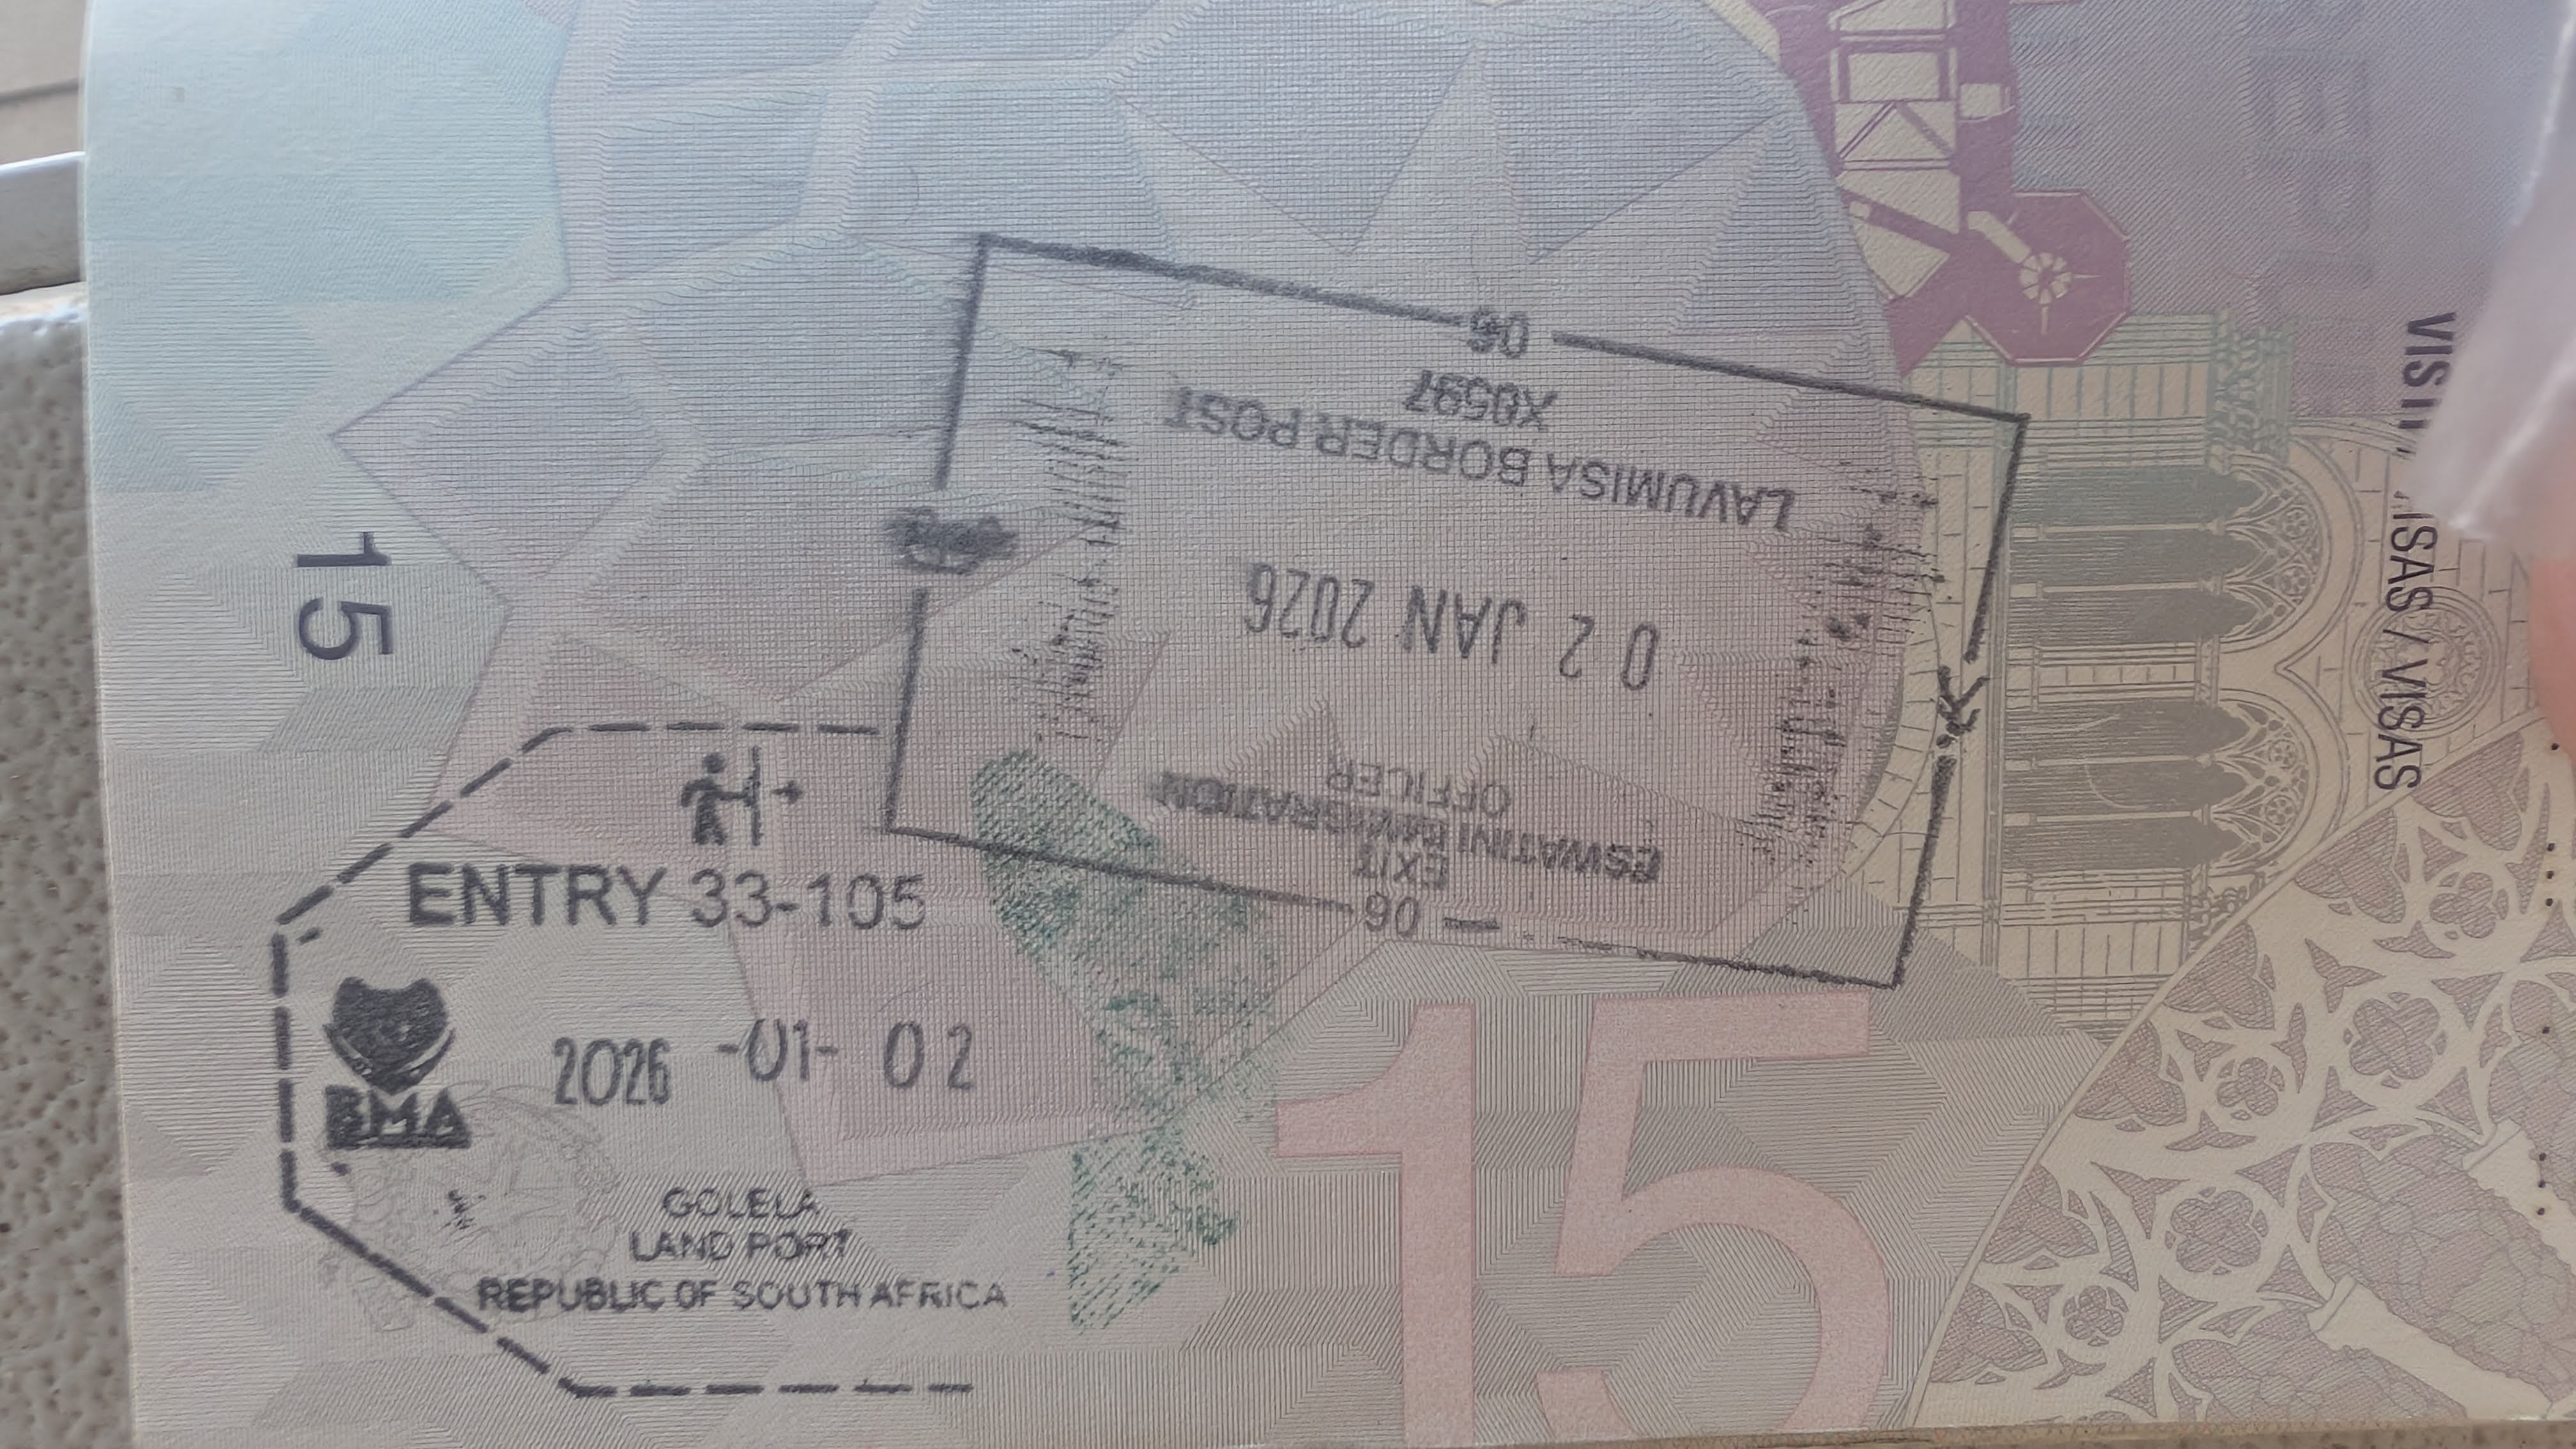 15
VISAS / VISAS
06
X0597
LAVUMISA BORDER POST
02 JAN 2026
OFFICER
ESWATINI IMMIGRATION
EXIT
06
K
ENTRY 33-105
BMA
2026 -01- 02
GOLELA
LAND PORT
REPUBLIC OF SOUTH AFRICA
15